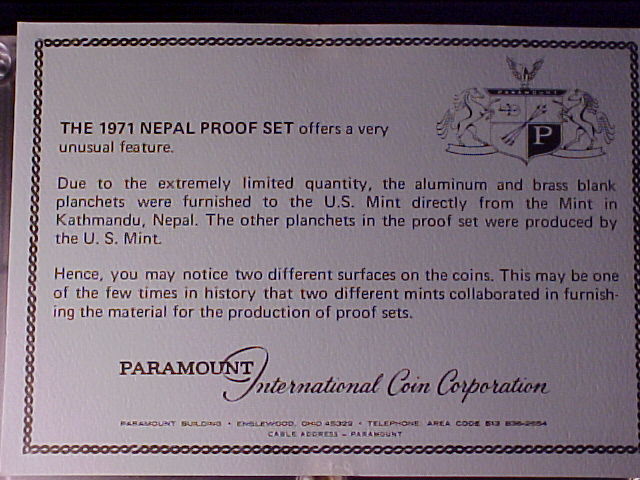 PARAMOUNT
P
THE 1971 NEPAL PROOF SET offers a very
unusual feature.
Due to the extremely limited quantity, the aluminum and brass blank
planchets were furnished to the U.S. Mint directly from the Mint in
Kathmandu, Nepal. The other planchets in the proof set were produced by
the U. S. Mint.
Hence, you may notice two different surfaces on the coins. This may be one
of the few times in history that two different mints collaborated in furnish-
ing the material for the production of proof sets.
PARAMOUNT International Coin Corporation
PARAMOUNT BUILDING • ENGLEWOOD, OHIO 45322 • TELEPHONE: AREA CODE 513 836-2554
CABLE ADDRESS – PARAMOUNT